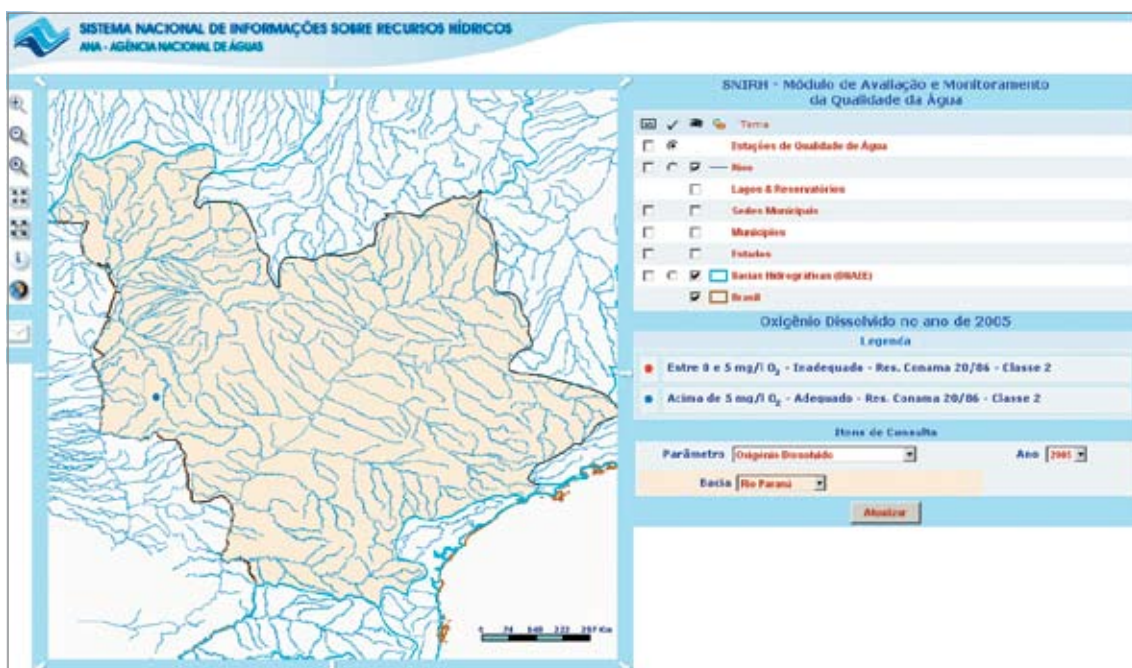 SISTEMA NACIONAL DE INFORMAÇÕES SOBRE RECURSOS HÍDRICOS
ANA - AGÊNCIA NACIONAL DE ÁGUAS
SNIRH - Módulo de Avaliação e Monitoramento
da Qualidade da Água
Tema
Estações de Qualidade de Água
Rios
Lagos & Reservatórios
Sedes Municipais
Municípios
Estados
Bacias Hidrográficas (DNAEE)
Brasil
Oxigênio Dissolvido no ano de 2005
Legenda
Entre 0 e 5 mg/l O₂ - Inadequado - Res. Conama 20/86 - Classe 2
Acima de 5 mg/l O₂ - Adequado - Res. Conama 20/86 - Classe 2
Itens de Consulta
Parâmetro Oxigênio Dissolvido Ano 2005
Bacia Rio Paraná
Atualizar
Km